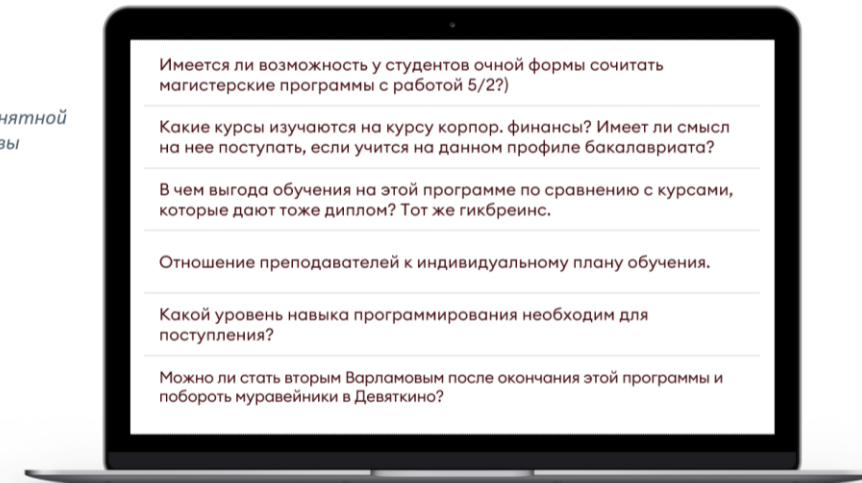 нятной
вы
Имеется ли возможность у студентов очной формы сочитать
магистерские программы с работой 5/2?)
Какие курсы изучаются на курсу корпор. финансы? Имеет ли смысл
на нее поступать, если учится на данном профиле бакалавриата?
В чем выгода обучения на этой программе по сравнению с курсами,
которые дают тоже диплом? Тот же гикбреинс.
Отношение преподавателей к индивидуальному плану обучения.
Какой уровень навыка программирования необходим для
поступления?
Можно ли стать вторым Варламовым после окончания этой программы и
побороть муравейники в Девяткино?